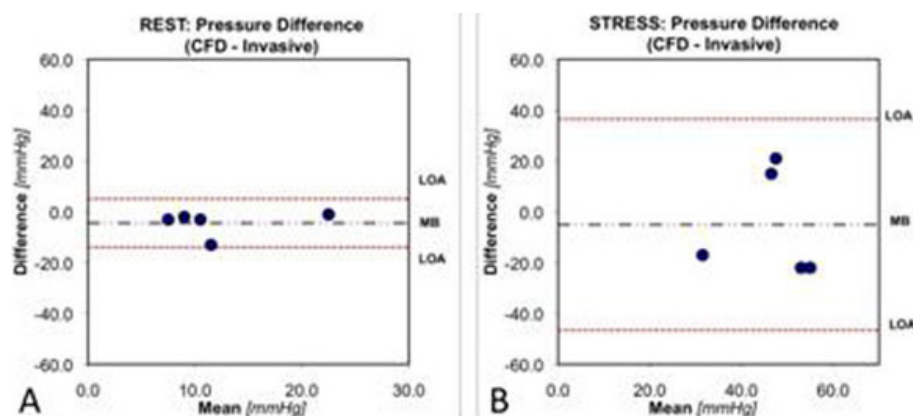 REST: Pressure Difference
(CFD - Invasive)
60.0
40.0
20.0
0.0
-20.0
-40.0
-60.0
Difference [mmHg]
LOA
MB
LOA
0.0 10.0 20.0 30.0
Mean [mmHg]
A
STRESS: Pressure Difference
(CFD - Invasive)
60.0
40.0
20.0
0.0
-20.0
-40.0
-60.0
Difference [mmHg]
LOA
MB
LOA
0.0 20.0 40.0 60.0
Mean [mmHg]
B